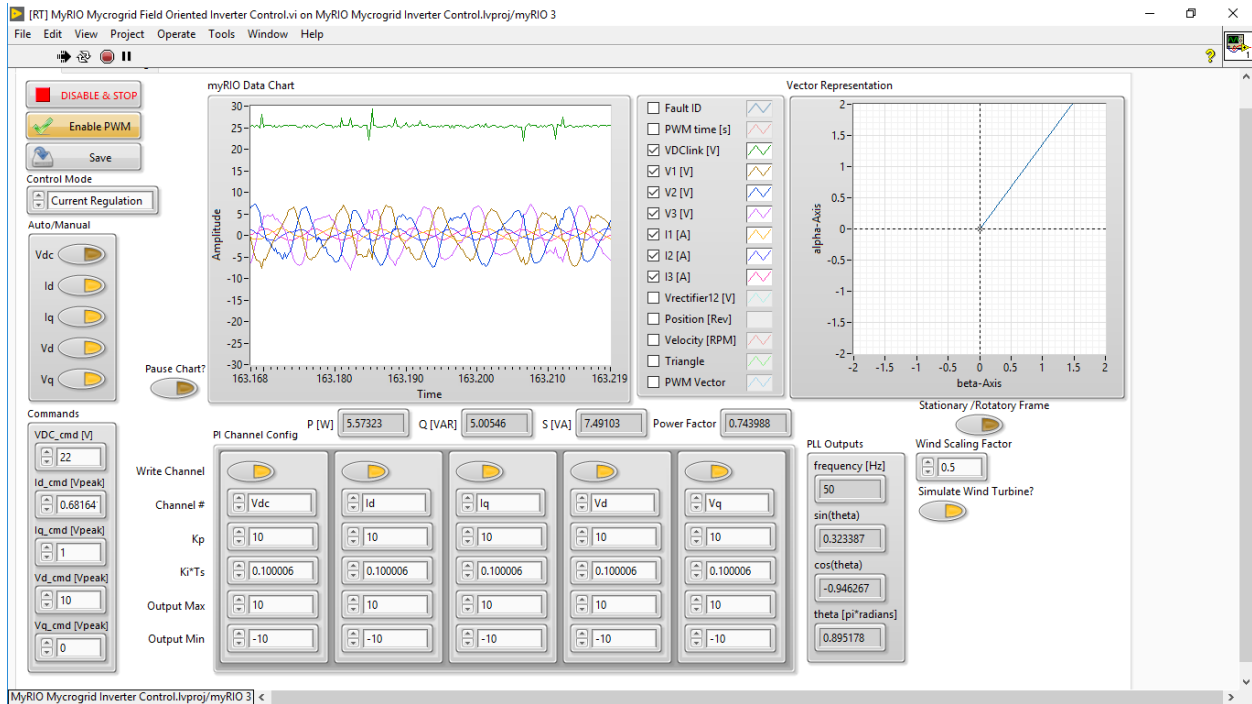 [RT] MyRIO Mycrogrid Field Oriented Inverter Control.vi on MyRIO Mycrogrid Inverter Control.lvproj/myRIO 3
File Edit View Project Operate Tools Window Help
1
DISABLE & STOP
Enable PWM
Save
Control Mode
Current Regulation
Auto/Manual
Vdc
Id
Iq
Vd
Vq
Pause Chart?
myRIO Data Chart
Amplitude
30
25
20
15
10
5
0
-5
-10
-15
-20
-25
-30
163.168 163.180 163.190 163.200 163.210 163.219
Time
Fault ID
PWM time [s]
VDClink [V]
V1 [V]
V2 [V]
V3 [V]
I1 [A]
I2 [A]
I3 [A]
Vrectifier12 [V]
Position [Rev]
Velocity [RPM]
Triangle
PWM Vector
Vector Representation
alpha-Axis
2
1.5
1
0.5
0
-0.5
-1
-1.5
-2
-2 -1.5 -1 -0.5 0 0.5 1 1.5 2
beta-Axis
Stationary /Rotatory Frame
Commands
VDC_cmd [V]
22
Id_cmd [Vpeak]
0.68164
Iq_cmd [Vpeak]
1
Vd_cmd [Vpeak]
10
Vq_cmd [Vpeak]
0
P [W] 5.57323 Q [VAR] 5.00546 S [VA] 7.49103 Power Factor 0.743988
PI Channel Config
Write Channel
Channel # Vdc Id Iq Vd Vq
Kp 10 10 10 10 10
Ki*Ts 0.100006 0.100006 0.100006 0.100006 0.100006
Output Max 10 10 10 10 10
Output Min -10 -10 -10 -10 -10
PLL Outputs
frequency [Hz]
50
sin(theta)
0.323387
cos(theta)
-0.946267
theta [pi*radians]
0.895178
Wind Scaling Factor
0.5
Simulate Wind Turbine?
MyRIO Mycrogrid Inverter Control.lvproj/myRIO 3